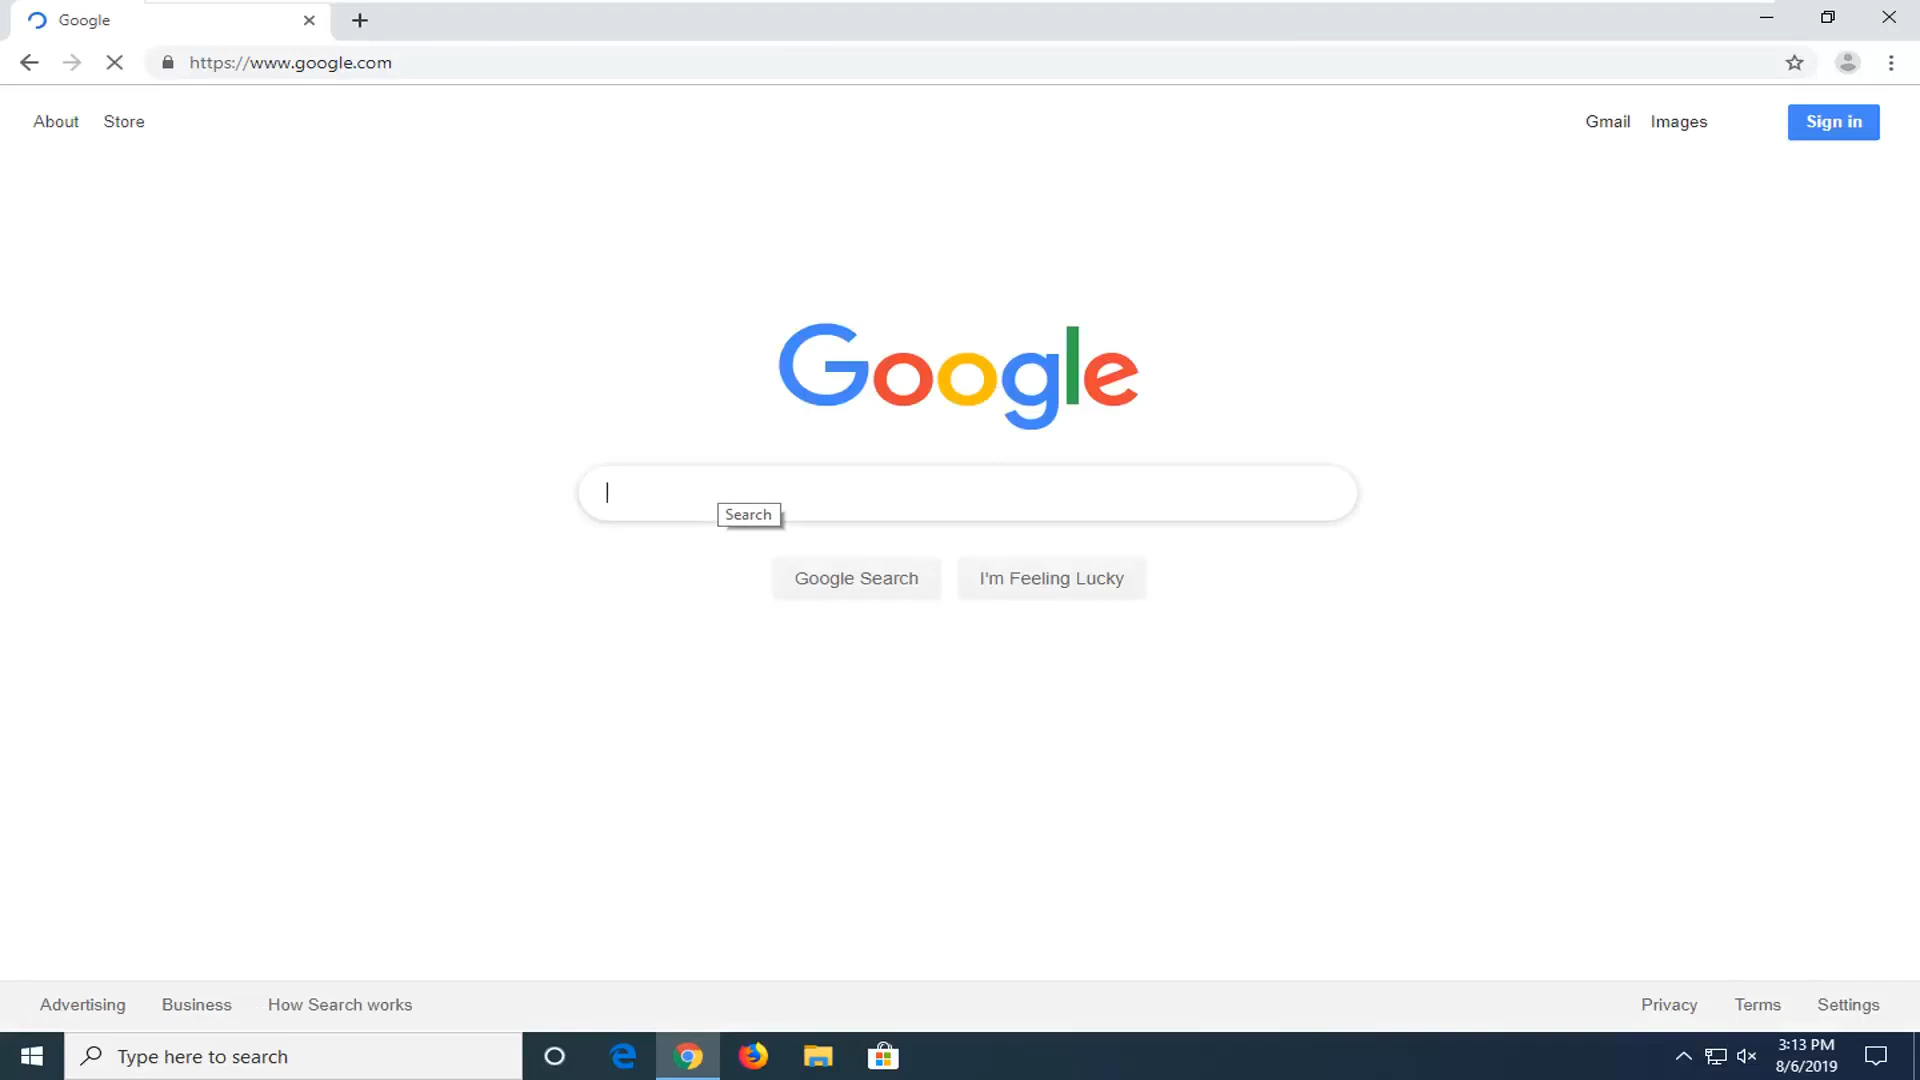 Google
https://www.google.com
About Store Gmail Images Sign in
Google
Search
Google Search I'm Feeling Lucky
Advertising Business How Search works Privacy Terms Settings
Type here to search
3:13 PM
8/6/2019